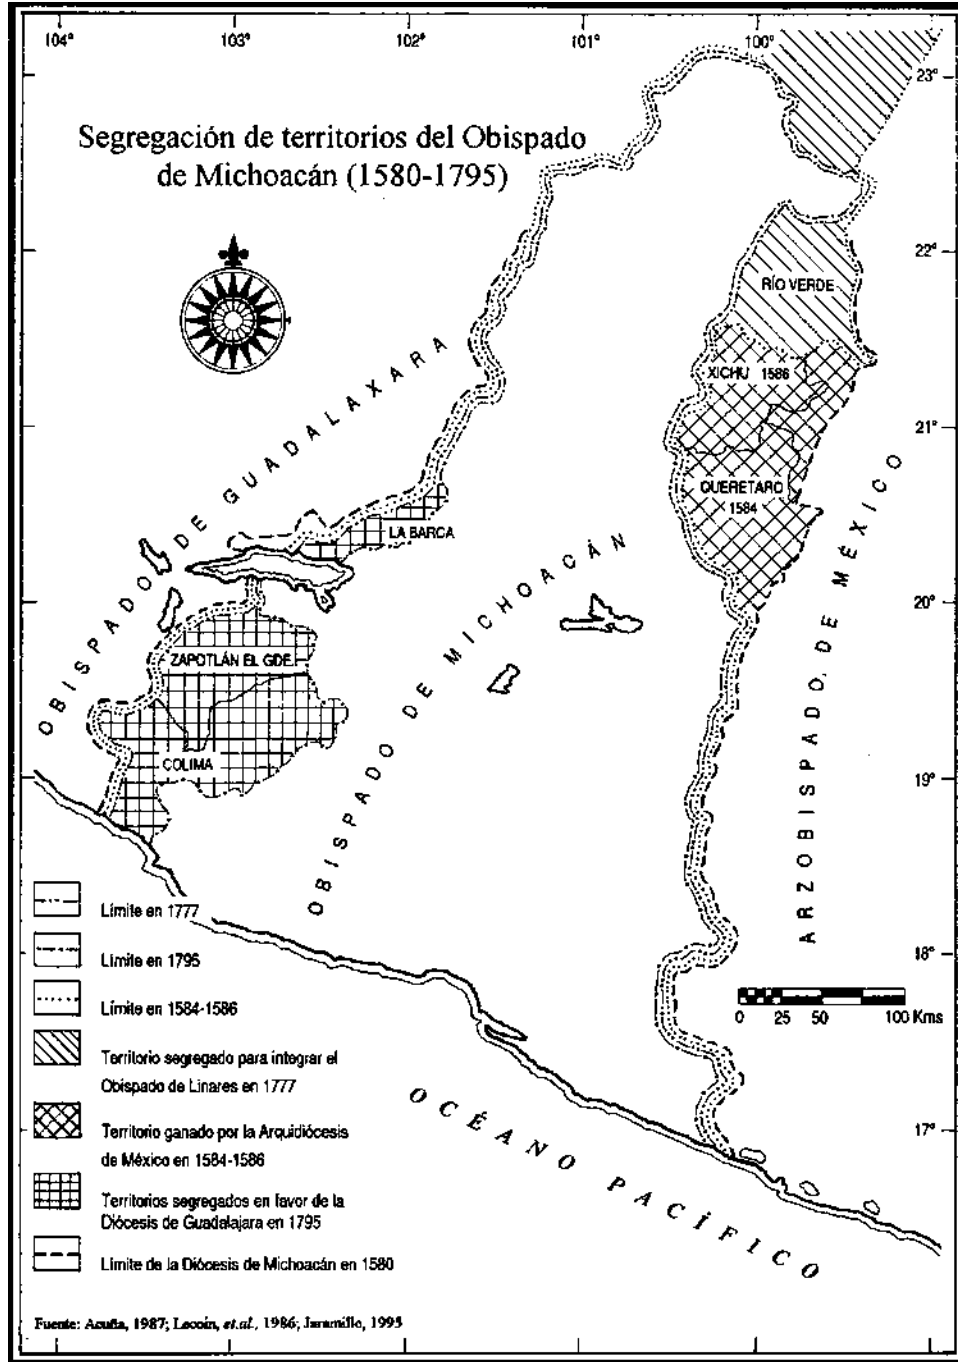 104° 103° 102° 101° 100°
23°
Segregación de territorios del Obispado
de Michoacán (1580-1795)
22°
RÍO VERDE
XICHU 1586
21°
OBISPADO DE GUADALAXARA
QUERETARO
1584
LA BARCA
OBISPADO DE MICHOACÁN
ARZOBISPADO DE MÉXICO
20°
ZAPOTLÁN EL GDE.
COLIMA
19°
Límite en 1777
Límite en 1795
18°
Límite en 1584-1586
0 25 50 100 Kms
Territorio segregado para integrar el
Obispado de Linares en 1777
OCÉANO PACÍFICO
17°
Territorio ganado por la Arquidiócesis
de México en 1584-1586
Territorios segregados en favor de la
Diócesis de Guadalajara en 1795
Límite de la Diócesis de Michoacán en 1580
Fuente: Acuña, 1987; Lecoin, et.al., 1986; Jaramillo, 1995